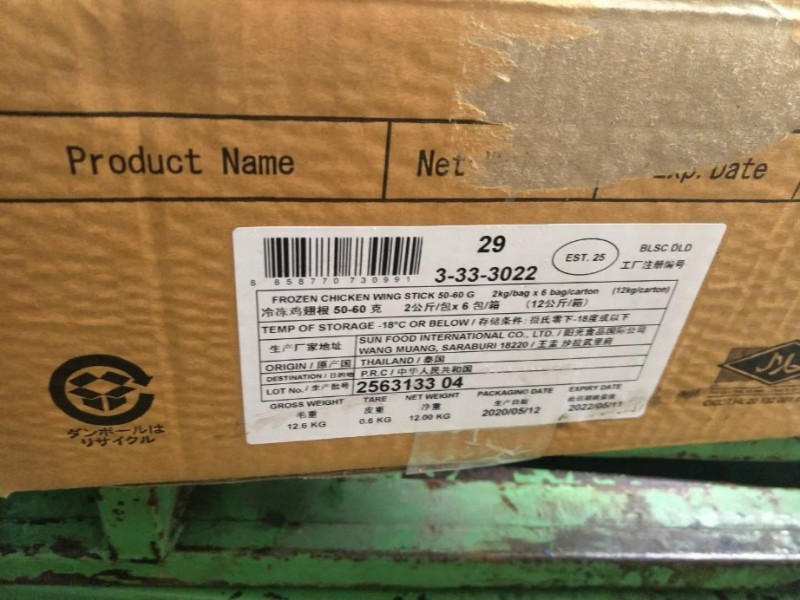 Product Name
Net
Exp. Date
8 858770 730991
29
3-33-3022
EST. 25
BLSC DLD
工厂注册编号
FROZEN CHICKEN WING STICK 50-60 G 2kg/bag x 6 bag/carton (12kg/carton)
冷冻鸡翅根 50-60 克 2公斤/包x 6 包/箱 (12公斤/箱)
TEMP OF STORAGE -18°C OR BELOW / 存储条件: 摄氏零下-18度或以下
生产厂家地址 SUN FOOD INTERNATIONAL CO., LTD. / 阳光食品国际公司
WANG MUANG, SARABURI 18220 / 王孟 沙拉武里府
ORIGIN / 原产国 THAILAND / 泰国
DESTINATION / 目的地 P.R.C / 中华人民共和国
LOT No. / 生产批号 2563133 04
GROSS WEIGHT TARE NET WEIGHT PACKAGING DATE EXPIRY DATE
毛重 皮重 净重 生产日期
12.6 KG 0.6 KG 12.00 KG 2020/05/12 2022/05/11
ダンボールは
リサイクル